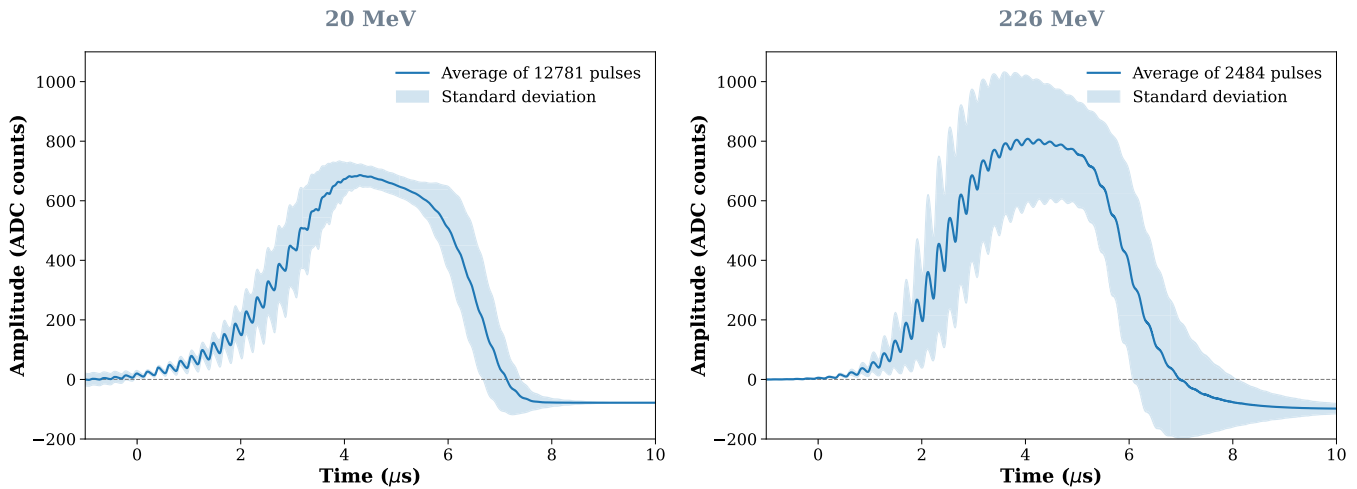 20 MeV
Average of 12781 pulses
Standard deviation
Amplitude (ADC counts)
1000
800
600
400
200
0
−200
0
2
4
6
8
10
Time (μs)
226 MeV
Average of 2484 pulses
Standard deviation
Amplitude (ADC counts)
1000
800
600
400
200
0
−200
0
2
4
6
8
10
Time (μs)